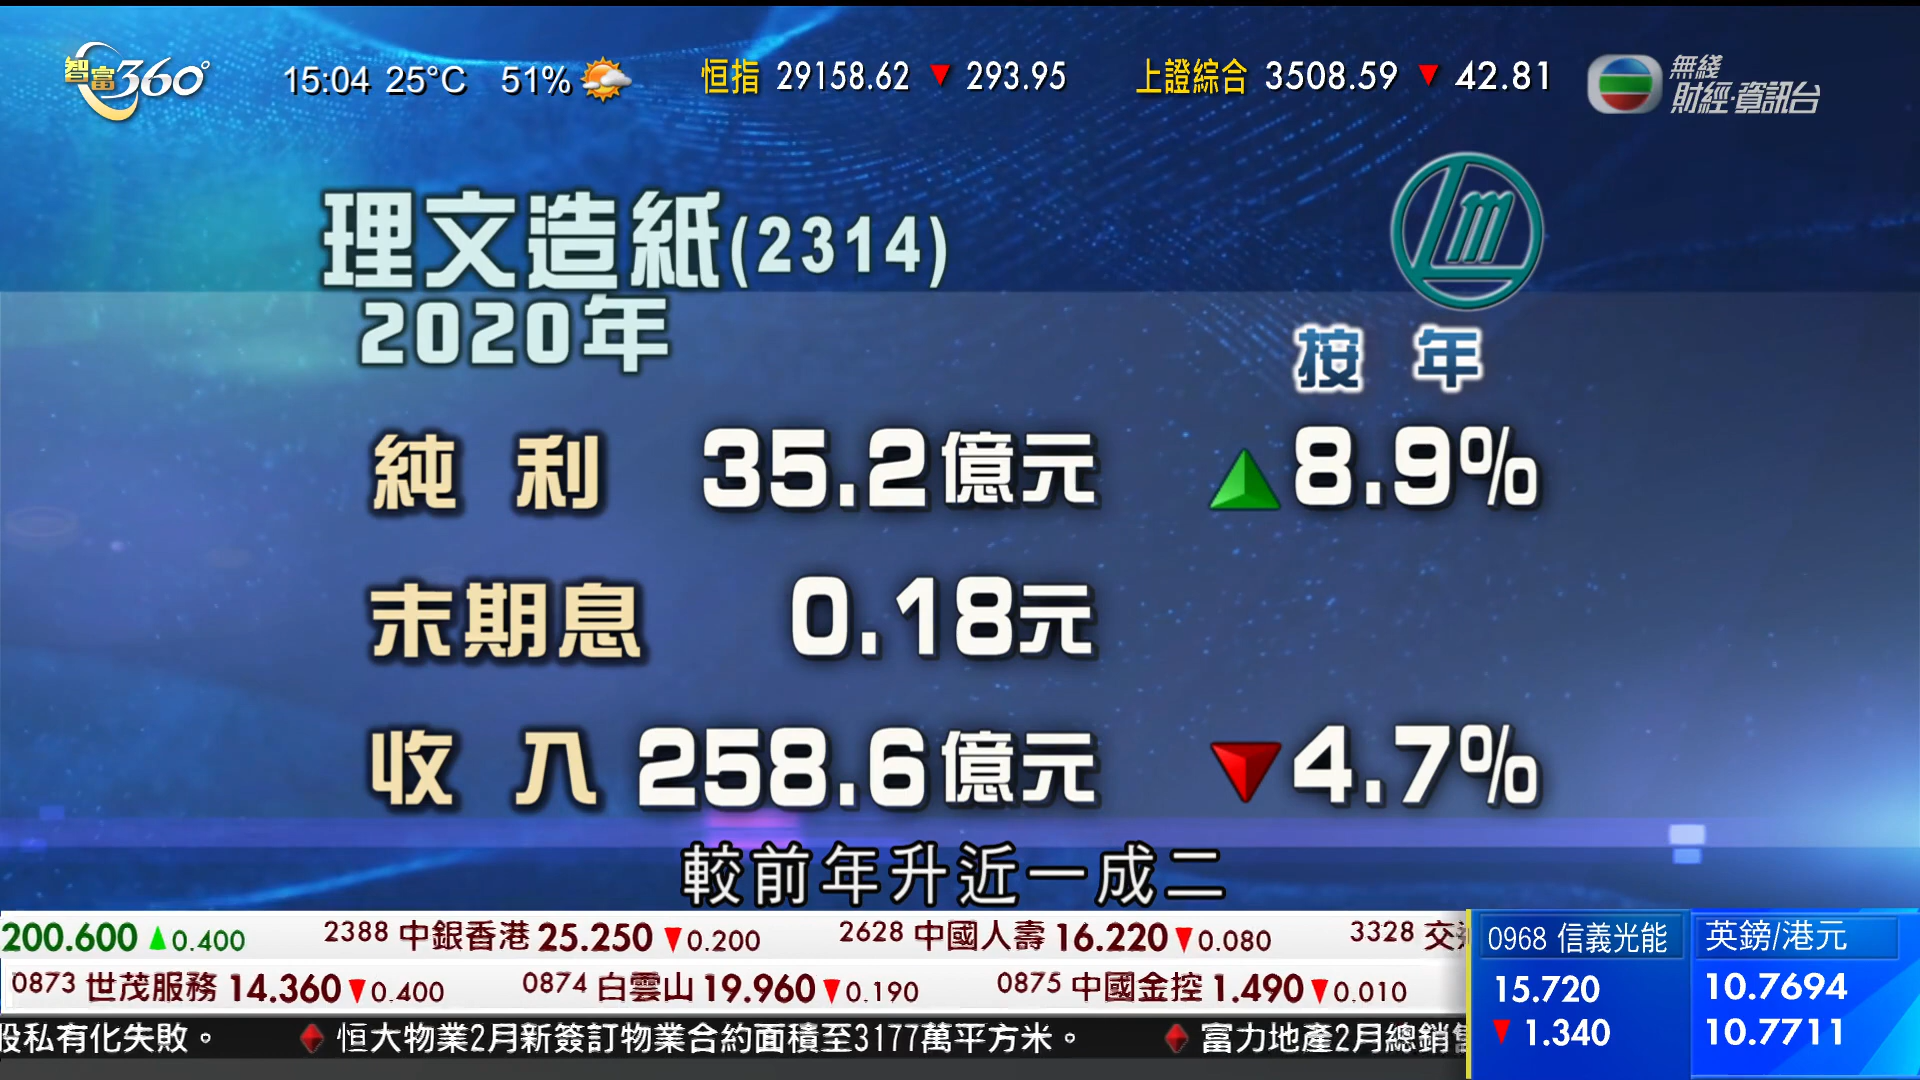 智富360° 15:04 25°C 51% 恒指 29158.62 ▼ 293.95 上證綜合 3508.59 ▼ 42.81 無綫
財經·資訊台
理文造紙(2314) Lm
2020年 按年
純利 35.2億元 ▲8.9%
末期息 0.18元
收入 258.6億元 ▼4.7%
較前年升近一成二
200.600 ▲0.400 2388 中銀香港 25.250 ▼0.200 2628 中國人壽 16.220 ▼0.080 3328
0873 世茂服務 14.360 ▼0.400 0874 白雲山 19.960 ▼0.190 0875 中國金控 1.490 ▼0.010
私有化失敗。 ◆ 恒大物業2月新簽訂物業合約面積至3177萬平方米。 ◆ 富力地產2月總銷
0968 信義光能
15.720
▼ 1.340
英鎊/港元
10.7694
10.7711